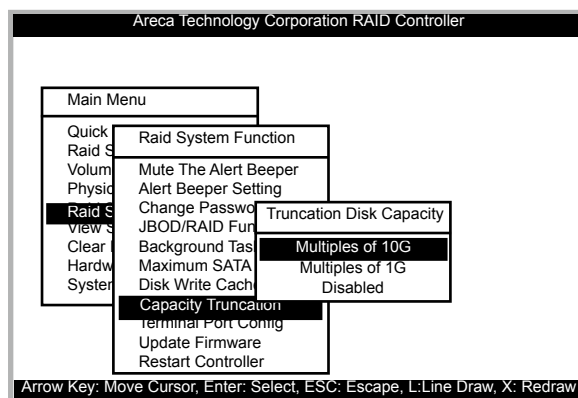 Areca Technology Corporation RAID Controller
Main Menu
Quick
Raid S
Volum
Physic
Raid S
View S
Clear
Hardw
System
Raid System Function
Mute The Alert Beeper
Alert Beeper Setting
Change Passwo
JBOD/RAID Fun
Background Tas
Maximum SATA
Disk Write Cach
Capacity Truncation
Terminal Port Config
Update Firmware
Restart Controller
Truncation Disk Capacity
Multiples of 10G
Multiples of 1G
Disabled
Arrow Key: Move Cursor, Enter: Select, ESC: Escape, L:Line Draw, X: Redraw